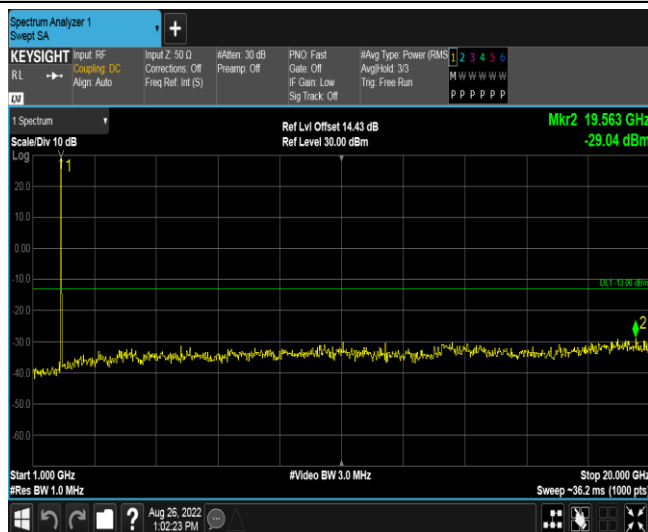 Spectrum Analyzer 1
Swept SA
+
KEYSIGHT
RL
LXI
Input: RF
Coupling: DC
Align: Auto
Input Z: 50 Ω
Corrections: Off
Freq Ref: Int (S)
#Atten: 30 dB
Preamp: Off
PNO: Fast
Gate: Off
IF Gain: Low
Sig Track: Off
#Avg Type: Power (RMS
Avg|Hold: 3/3
Trig: Free Run
1 2 3 4 5 6
M W W W W W
P P P P P P
1 Spectrum
Scale/Div 10 dB
Log
Ref Lvl Offset 14.43 dB
Ref Level 30.00 dBm
Mkr2 19.563 GHz
-29.04 dBm
1
20.0
10.0
0.00
-10.0
DL1 -13.00 dBm
-20.0
2
-30.0
-40.0
-50.0
-60.0
Start 1.000 GHz
#Res BW 1.0 MHz
#Video BW 3.0 MHz
Stop 20.000 GHz
Sweep ~36.2 ms (1000 pts)
?
Aug 26, 2022
1:02:23 PM